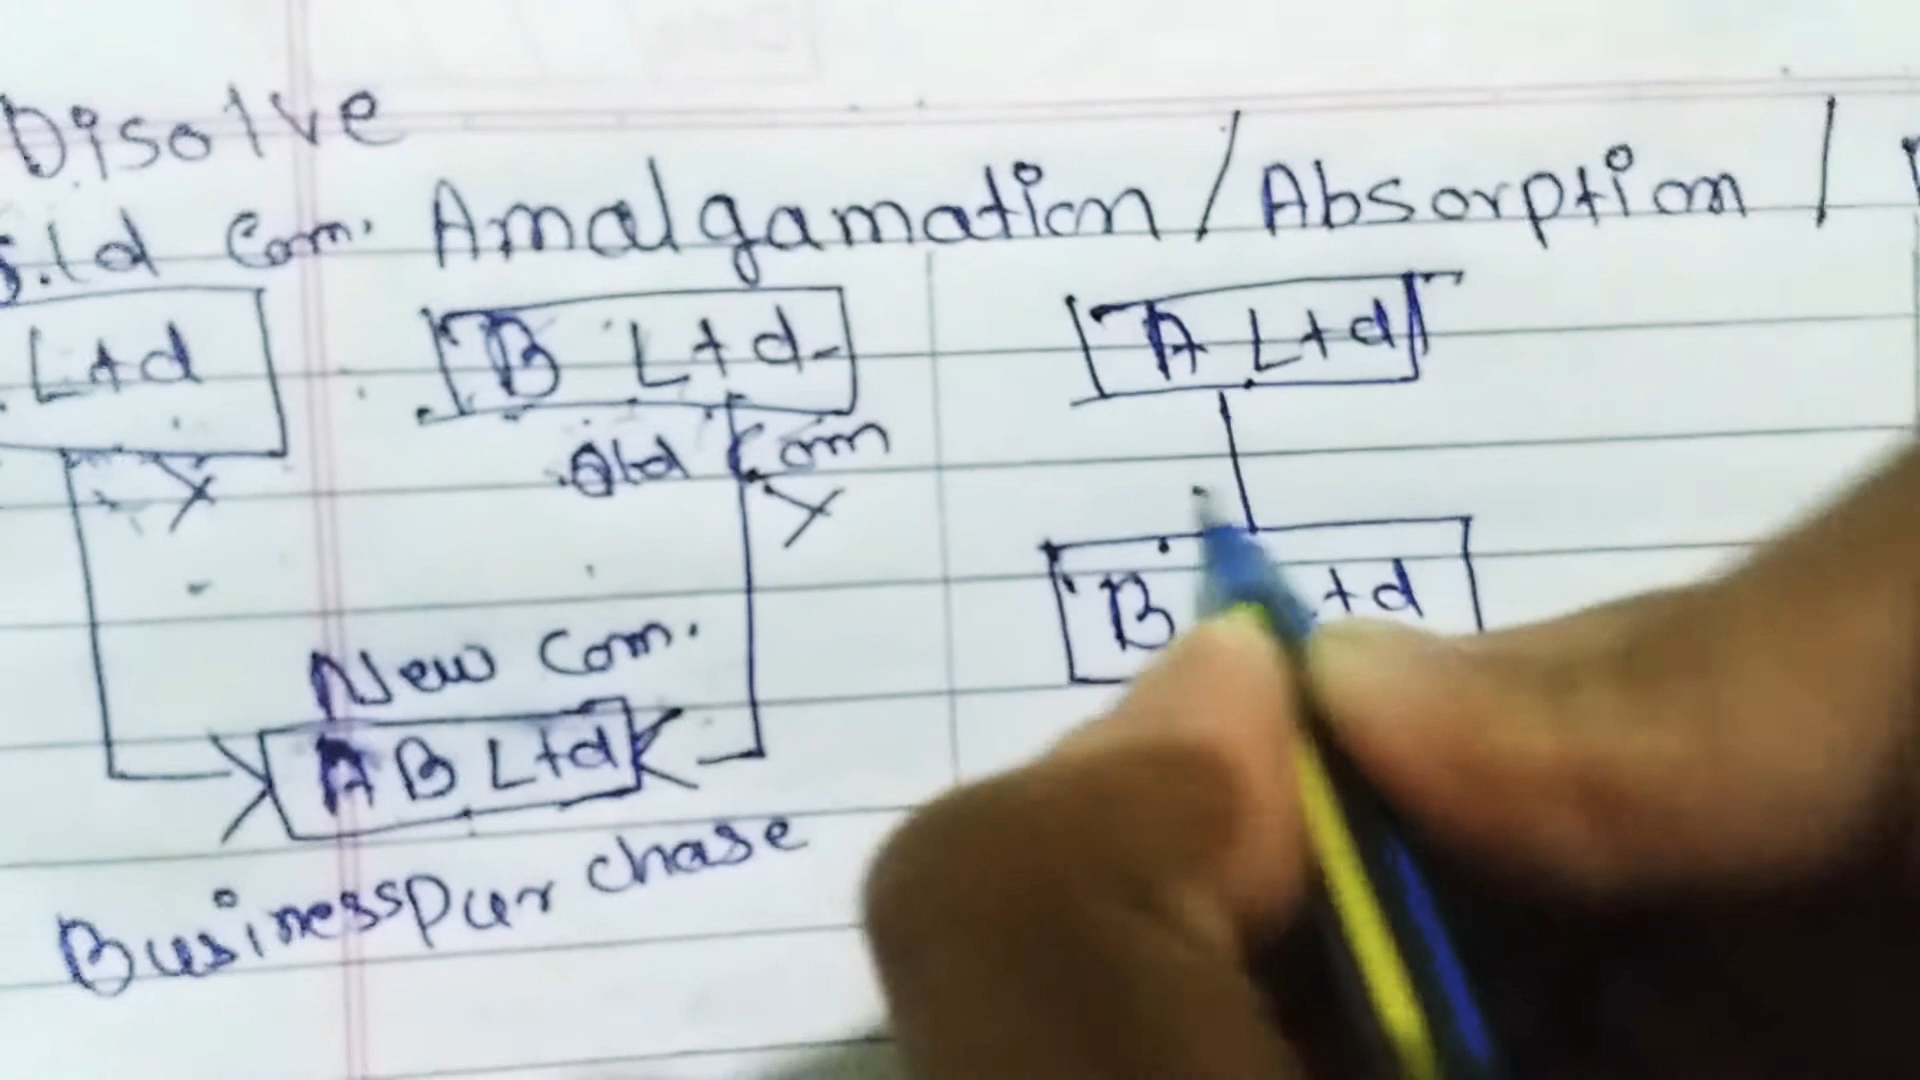 Disolve
Amalgamation / Absorption /
Old Com.
Ltd
B Ltd
A Ltd
Old Com
X
X
B Ltd
New Com.
AB Ltd
Business Purchase